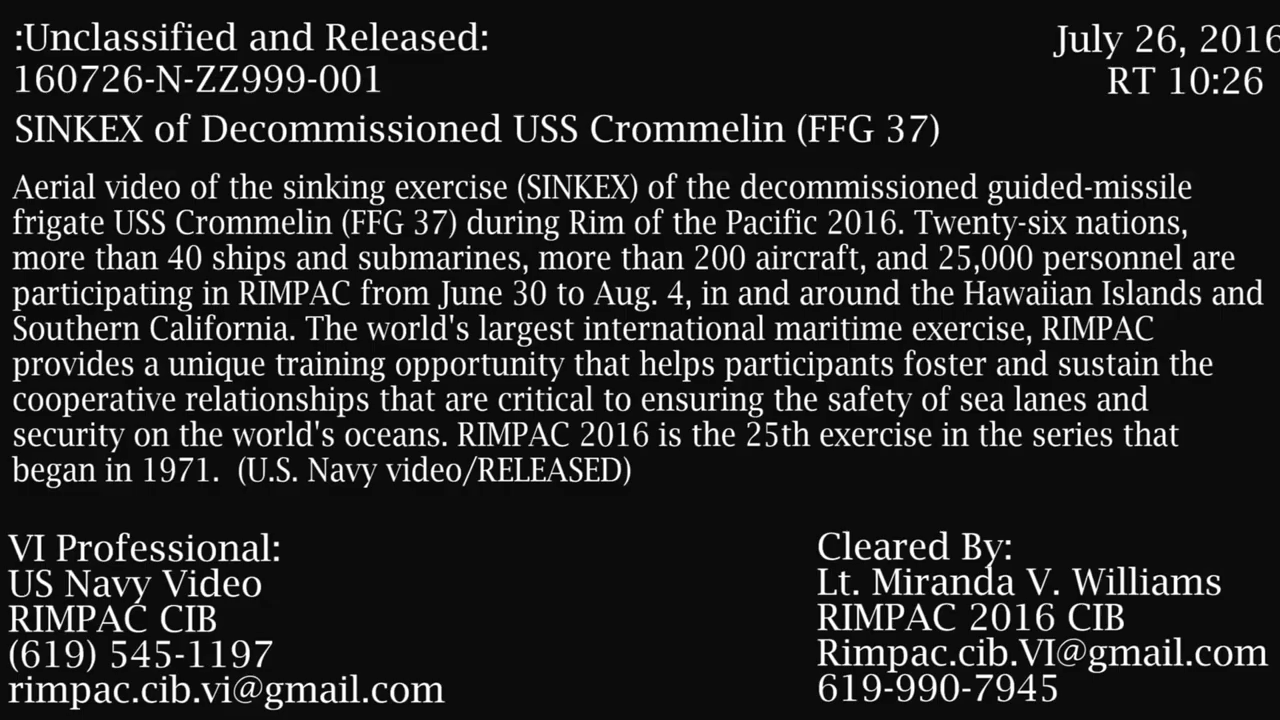 :Unclassified and Released:
July 26, 2016
160726-N-ZZ999-001
RT 10:26
SINKEX of Decommissioned USS Crommelin (FFG 37)
Aerial video of the sinking exercise (SINKEX) of the decommissioned guided-missile
frigate USS Crommelin (FFG 37) during Rim of the Pacific 2016. Twenty-six nations,
more than 40 ships and submarines, more than 200 aircraft, and 25,000 personnel are
participating in RIMPAC from June 30 to Aug. 4, in and around the Hawaiian Islands and
Southern California. The world's largest international maritime exercise, RIMPAC
provides a unique training opportunity that helps participants foster and sustain the
cooperative relationships that are critical to ensuring the safety of sea lanes and
security on the world's oceans. RIMPAC 2016 is the 25th exercise in the series that
began in 1971.  (U.S. Navy video/RELEASED)
VI Professional:
US Navy Video
RIMPAC CIB
(619) 545-1197
rimpac.cib.vi@gmail.com
Cleared By:
Lt. Miranda V. Williams
RIMPAC 2016 CIB
Rimpac.cib.VI@gmail.com
619-990-7945